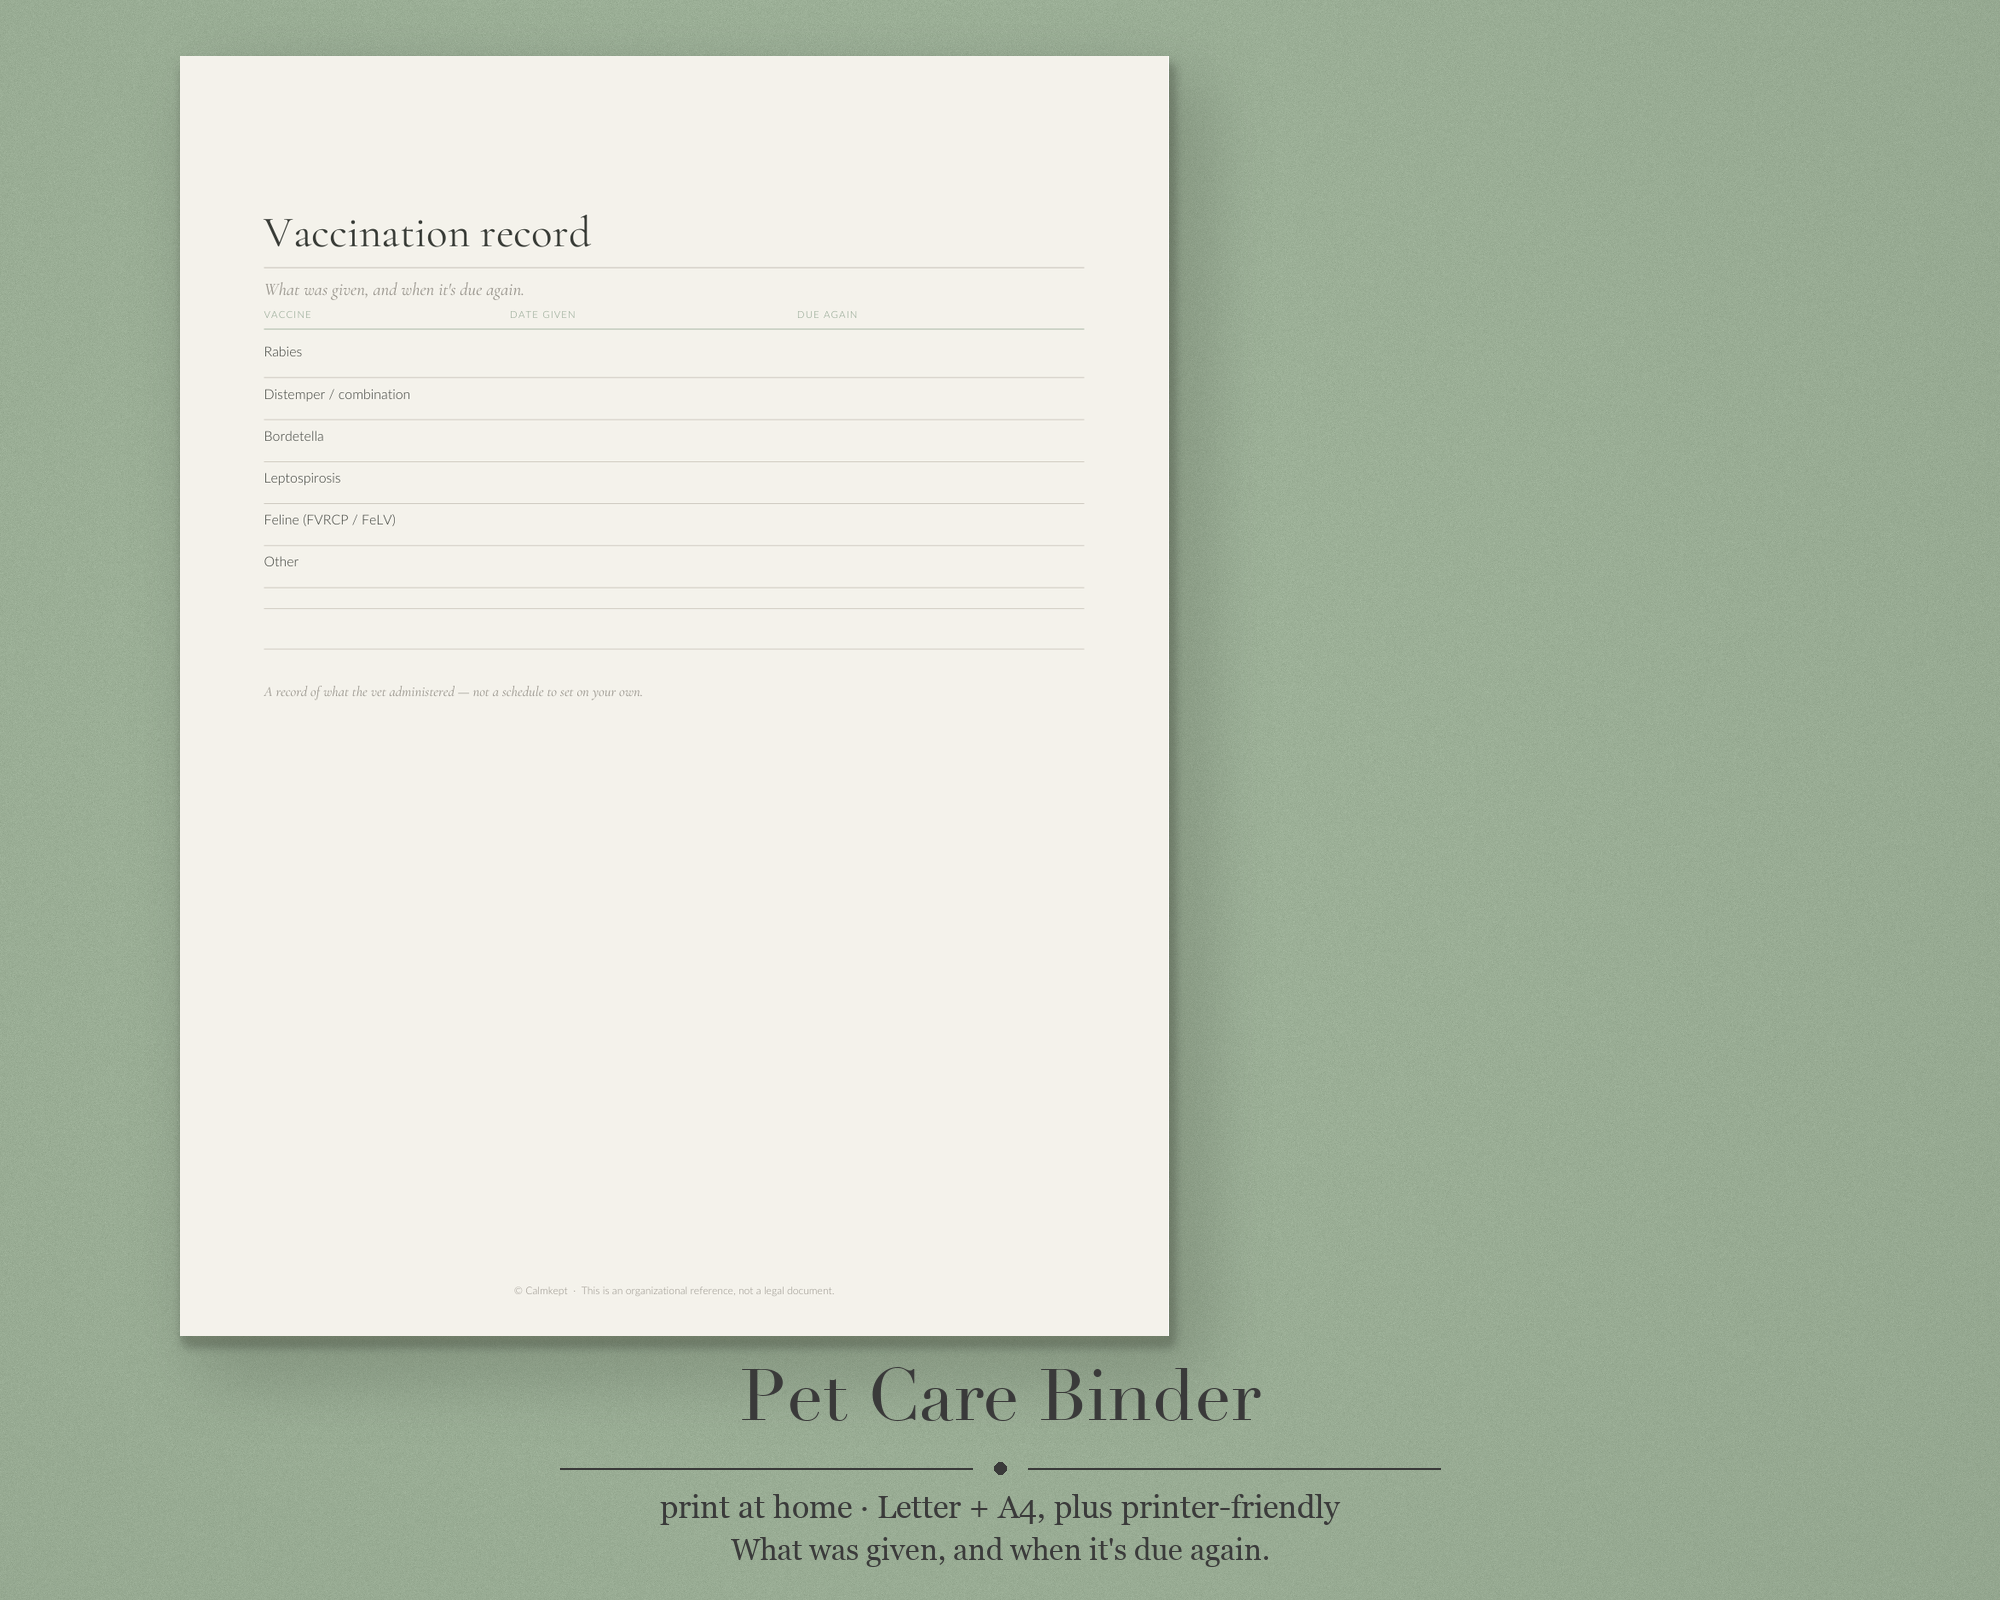 Vaccination record
What was given, and when it's due again.
VACCINE DATE GIVEN DUE AGAIN
Rabies
Distemper / combination
Bordetella
Leptospirosis
Feline (FVRCP / FeLV)
Other
A record of what the vet administered — not a schedule to set on your own.
© Calmkept · This is an organizational reference, not a legal document.
Pet Care Binder
print at home · Letter + A4, plus printer-friendly
What was given, and when it's due again.